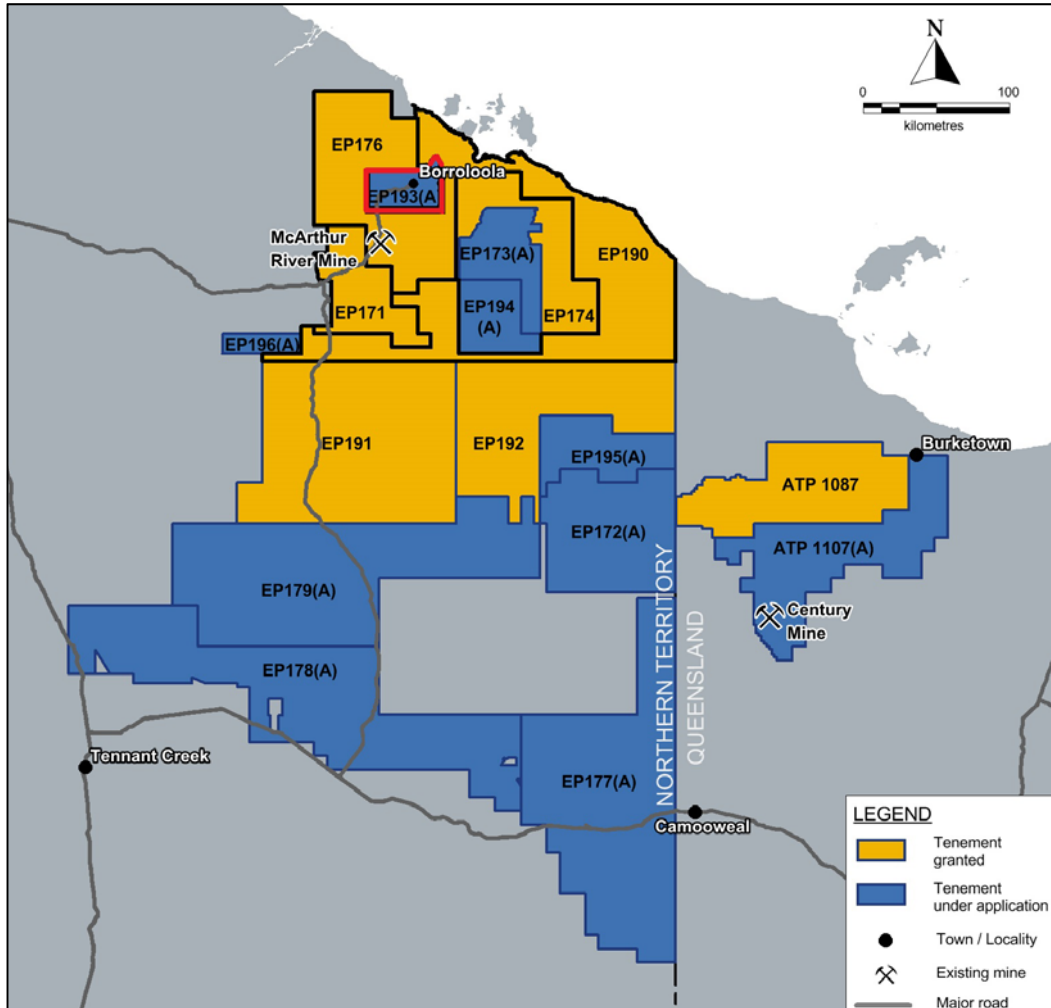 N
0 100
kilometres
EP176
Borroloola
EP193(A
McArthur
River Mine
EP173(A)
EP190
EP171
EP194
(A)
EP174
EP196(A)
EP191
EP192
EP195(A)
Burketown
ATP 1087
EP172(A)
ATP 1107(A)
EP179(A)
Century
Mine
EP178(A)
NORTHERN TERRITORY
QUEENSLAND
Tennant Creek
EP177(A)
Camooweal
LEGEND
Tenement
granted
Tenement
under application
Town / Locality
Existing mine
Major road